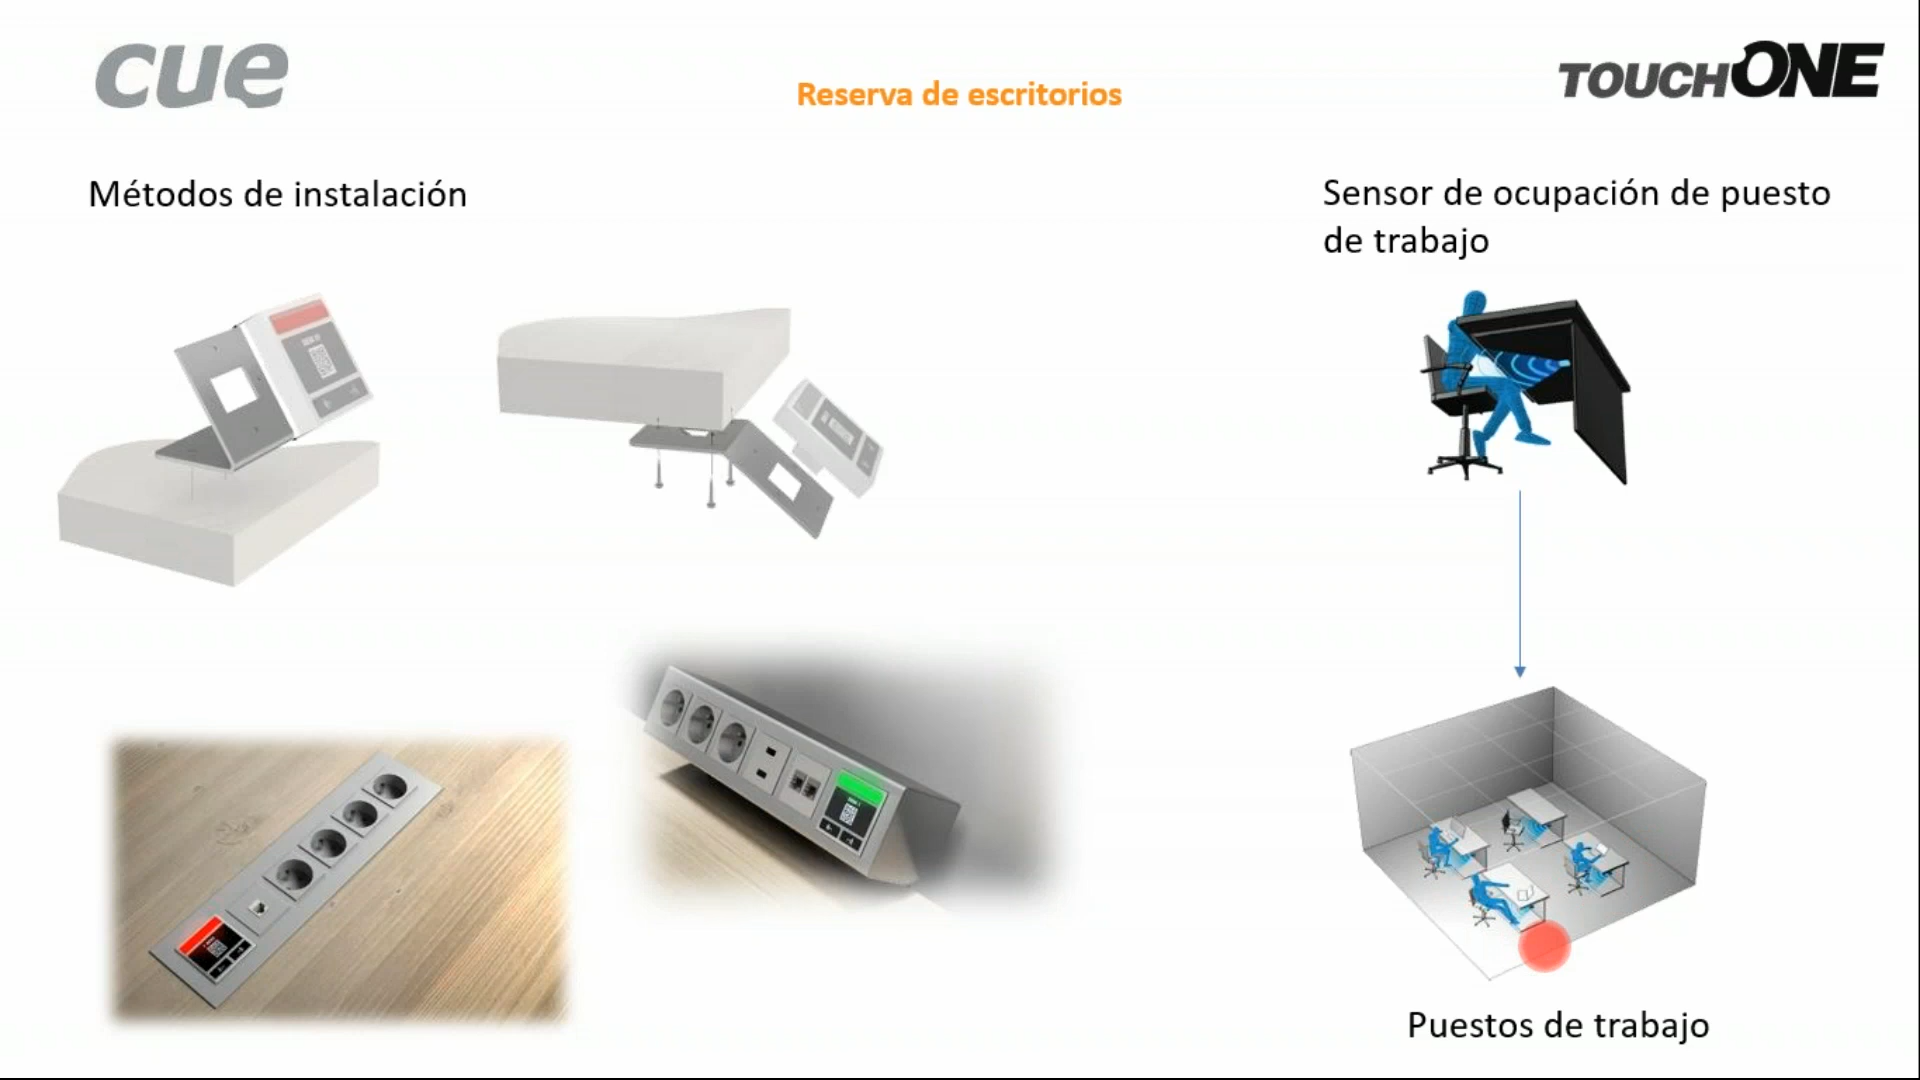 cue
Reserva de escritorios
TOUCHONE
Métodos de instalación
Sensor de ocupación de puesto
de trabajo
Puestos de trabajo